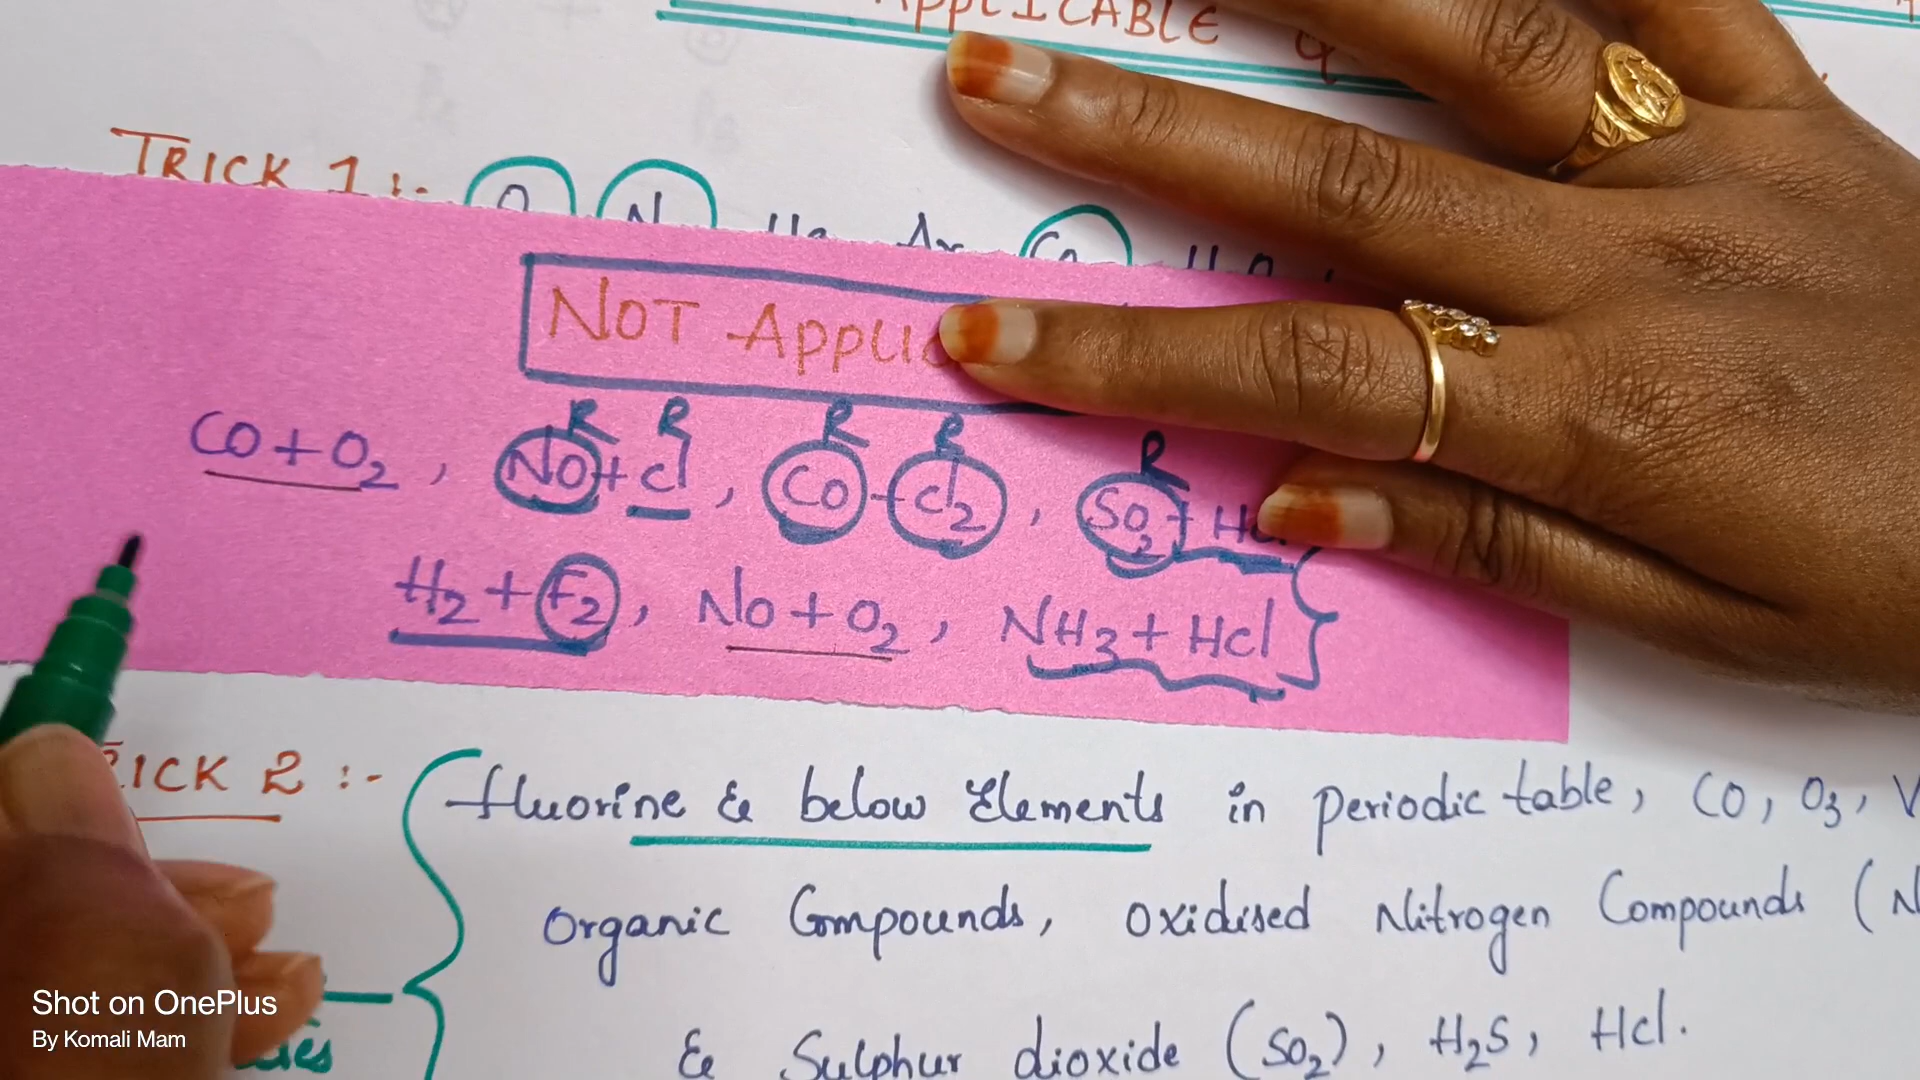 APPLICABLE
TRICK 1 :-
NOT
CO + O2 , NO + Cl , CO + Cl2 , SO2 +
R R R R R
H2 + F2 , NO + O2 , NH3 + HCl
2 :- fluorine & below Elements in periodic table, CO, O3,
Organic Compounds, Oxidised Nitrogen Compounds (
& Sulphur dioxide (SO2), H2S, HCl.
Shot on OnePlus
By Komali Mam